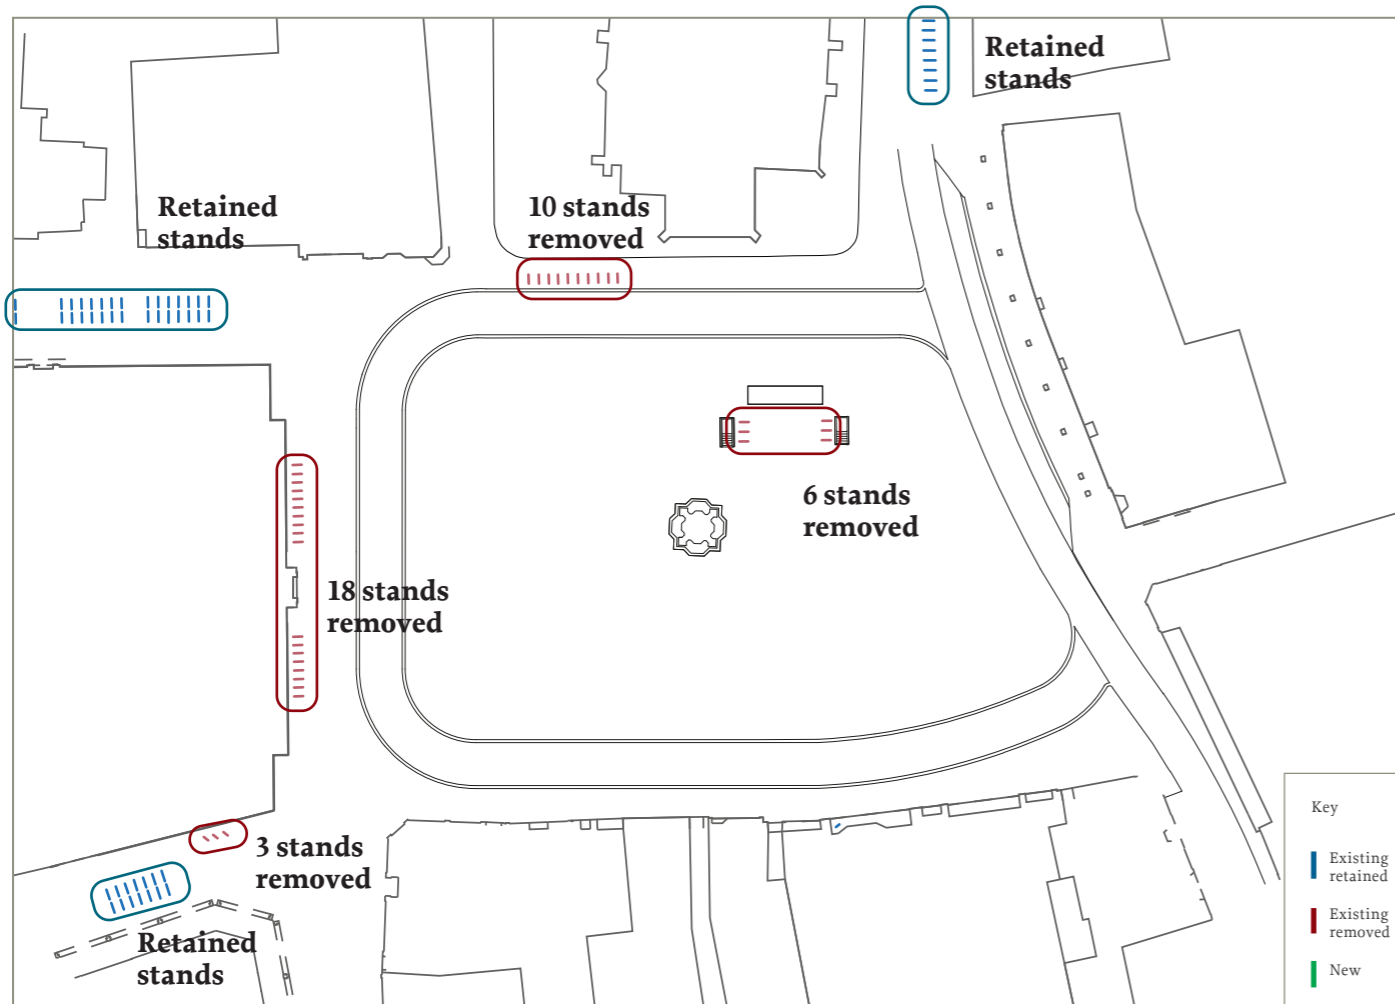 Retained
stands
Retained
stands
10 stands
removed
6 stands
removed
18 stands
removed
3 stands
removed
Retained
stands
Key
Existing
retained
Existing
removed
New